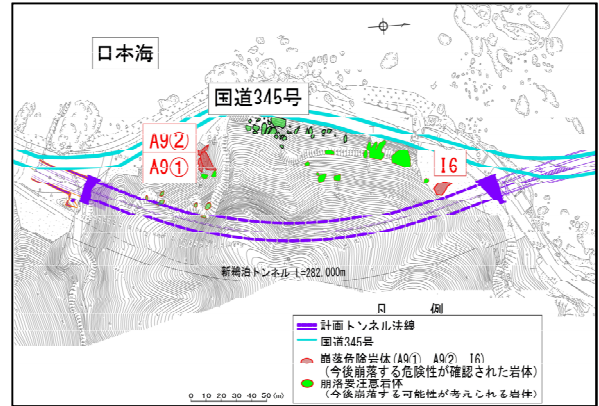 日本海
国道345号
A9②
A9①
I6
新鵜泊トンネル L=282.000m
凡 例
計画トンネル法線
国道345号
崩落危険岩体(A9① A9② I6)
(今後崩落する危険性が確認された岩体)
崩落要注意岩体
(今後崩落する可能性が考えられる岩体)
0 10 20 30 40 50(m)